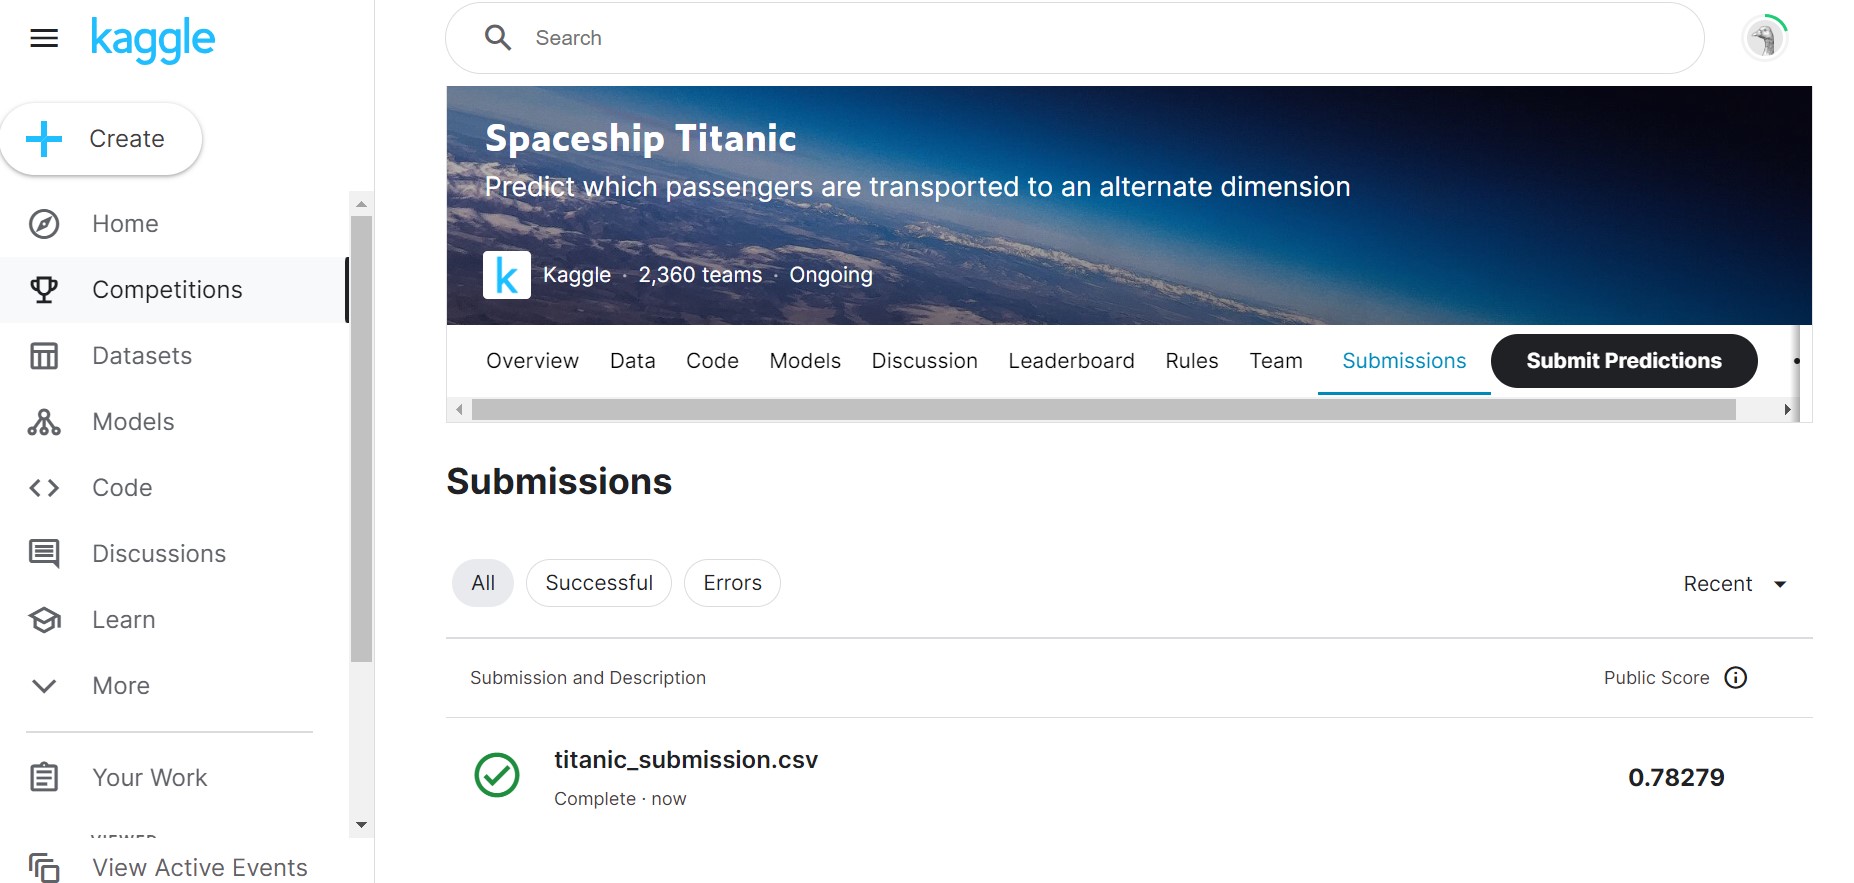 kaggle
Search
Create
Home
Competitions
Datasets
Models
Code
Discussions
Learn
More
Your Work
VIEWED
View Active Events
Spaceship Titanic
Predict which passengers are transported to an alternate dimension
k Kaggle · 2,360 teams · Ongoing
Overview Data Code Models Discussion Leaderboard Rules Team Submissions Submit Predictions
Submissions
All Successful Errors Recent
Submission and Description Public Score
titanic_submission.csv
Complete · now
0.78279